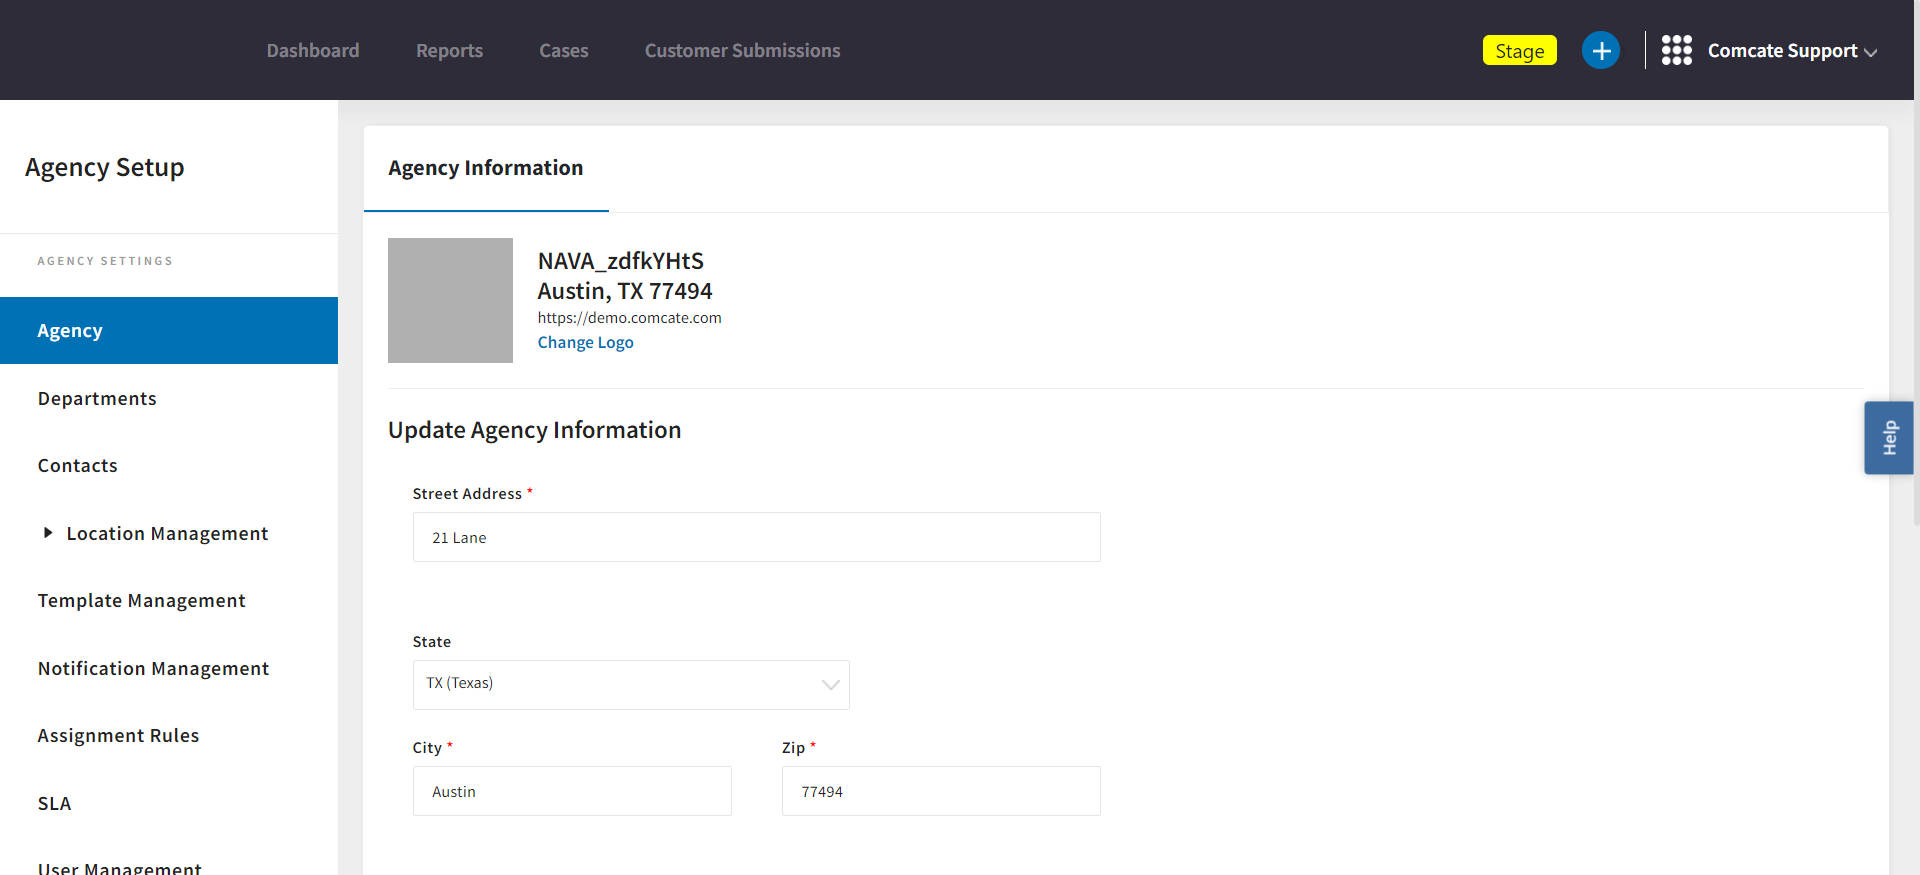 Dashboard
Reports
Cases
Customer Submissions
Stage
Comcate Support
Agency Setup
AGENCY SETTINGS
Agency
Departments
Contacts
Location Management
Template Management
Notification Management
Assignment Rules
SLA
User Management
Agency Information
NAVA_zdfkYHtS
Austin, TX 77494
https://demo.comcate.com
Change Logo
Update Agency Information
Street Address *
21 Lane
State
TX (Texas)
City *
Austin
Zip *
77494
Help